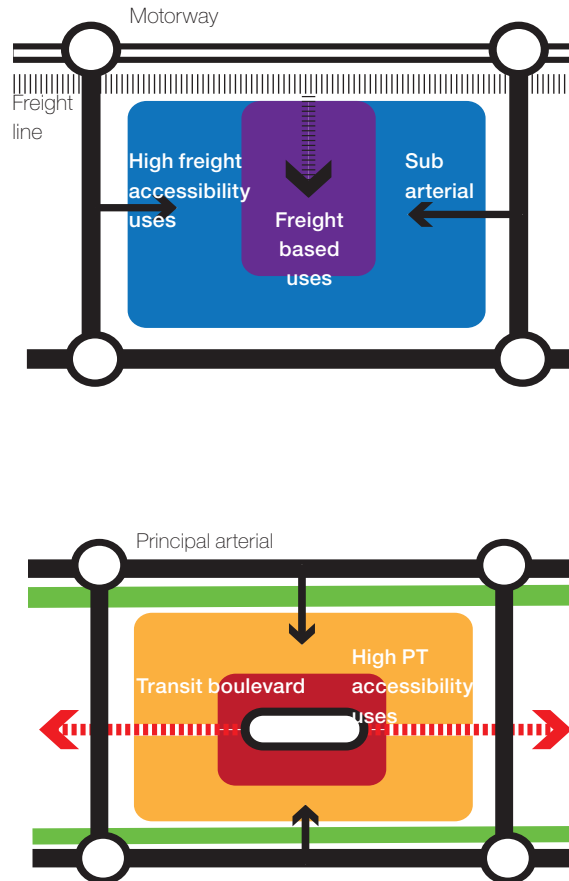 Motorway
Freight
line
High freight
accessibility
uses
Sub
arterial
Freight
based
uses
Principal arterial
Transit boulevard
High PT
accessibility
uses